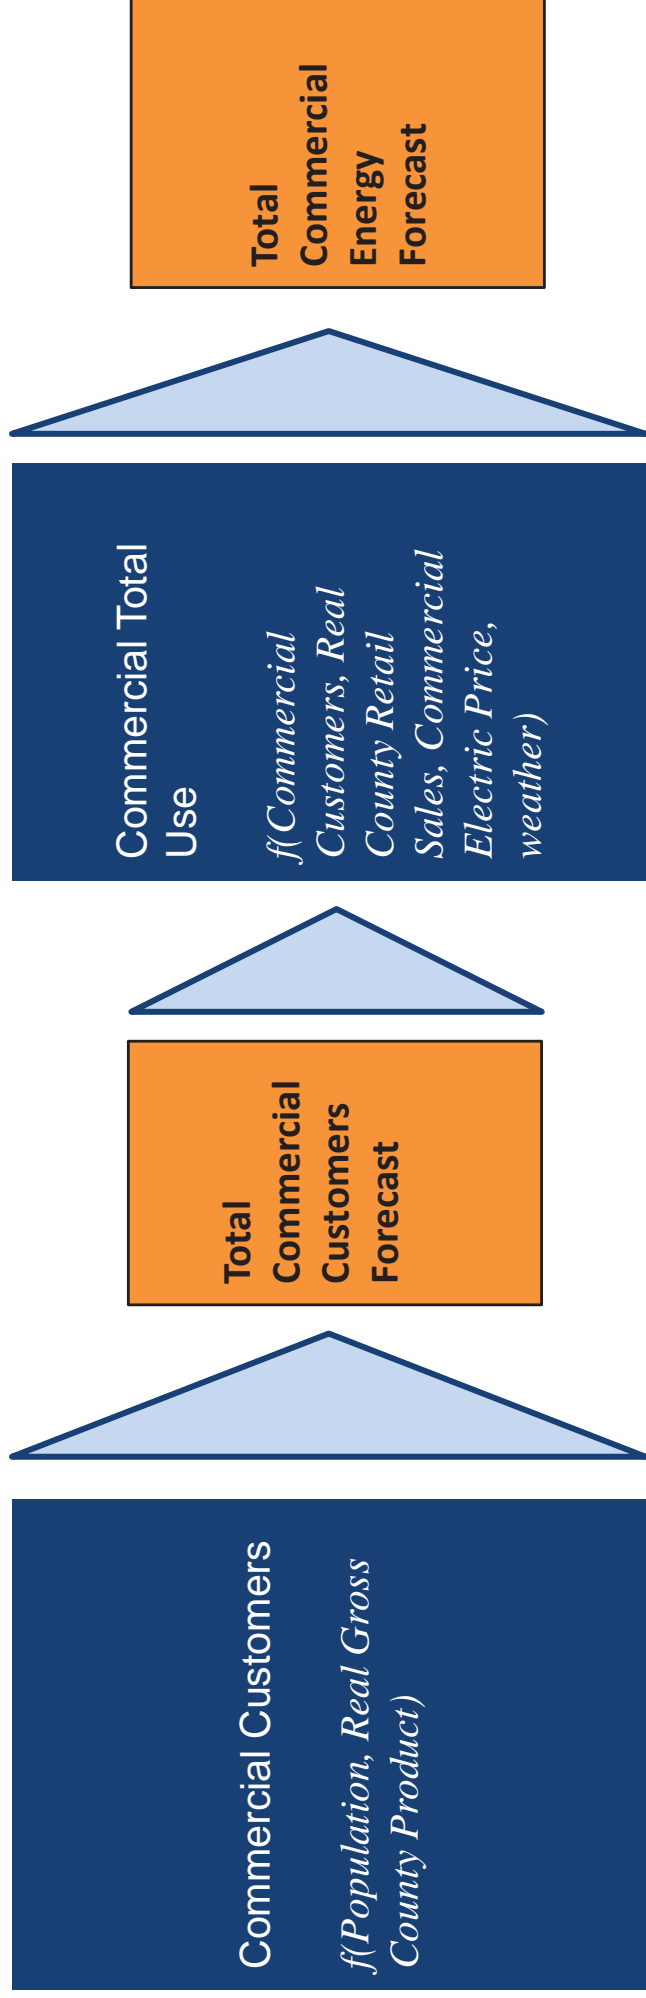 Commercial Customers
f(Population, Real Gross
County Product)
Total
Commercial
Customers
Forecast
Commercial Total
Use
f(Commercial
Customers, Real
County Retail
Sales, Commercial
Electric Price,
weather)
Total
Commercial
Energy
Forecast